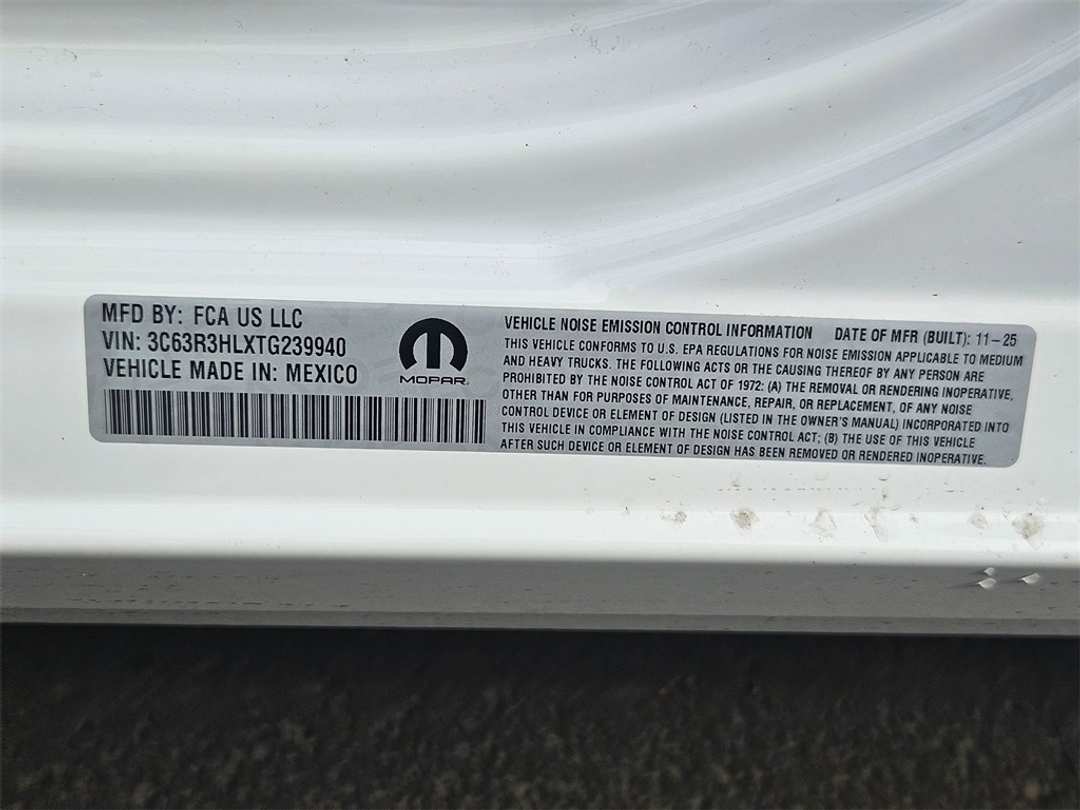 MFD BY: FCA US LLC
VIN: 3C63R3HLXTG239940
VEHICLE MADE IN: MEXICO
MOPAR
VEHICLE NOISE EMISSION CONTROL INFORMATION DATE OF MFR (BUILT): 11-25
THIS VEHICLE CONFORMS TO U.S. EPA REGULATIONS FOR NOISE EMISSION APPLICABLE TO MEDIUM
AND HEAVY TRUCKS. THE FOLLOWING ACTS OR THE CAUSING THEREOF BY ANY PERSON ARE
PROHIBITED BY THE NOISE CONTROL ACT OF 1972: (A) THE REMOVAL OR RENDERING INOPERATIVE,
OTHER THAN FOR PURPOSES OF MAINTENANCE, REPAIR, OR REPLACEMENT, OF ANY NOISE
CONTROL DEVICE OR ELEMENT OF DESIGN (LISTED IN THE OWNER'S MANUAL) INCORPORATED INTO
THIS VEHICLE IN COMPLIANCE WITH THE NOISE CONTROL ACT; (B) THE USE OF THIS VEHICLE
AFTER SUCH DEVICE OR ELEMENT OF DESIGN HAS BEEN REMOVED OR RENDERED INOPERATIVE.